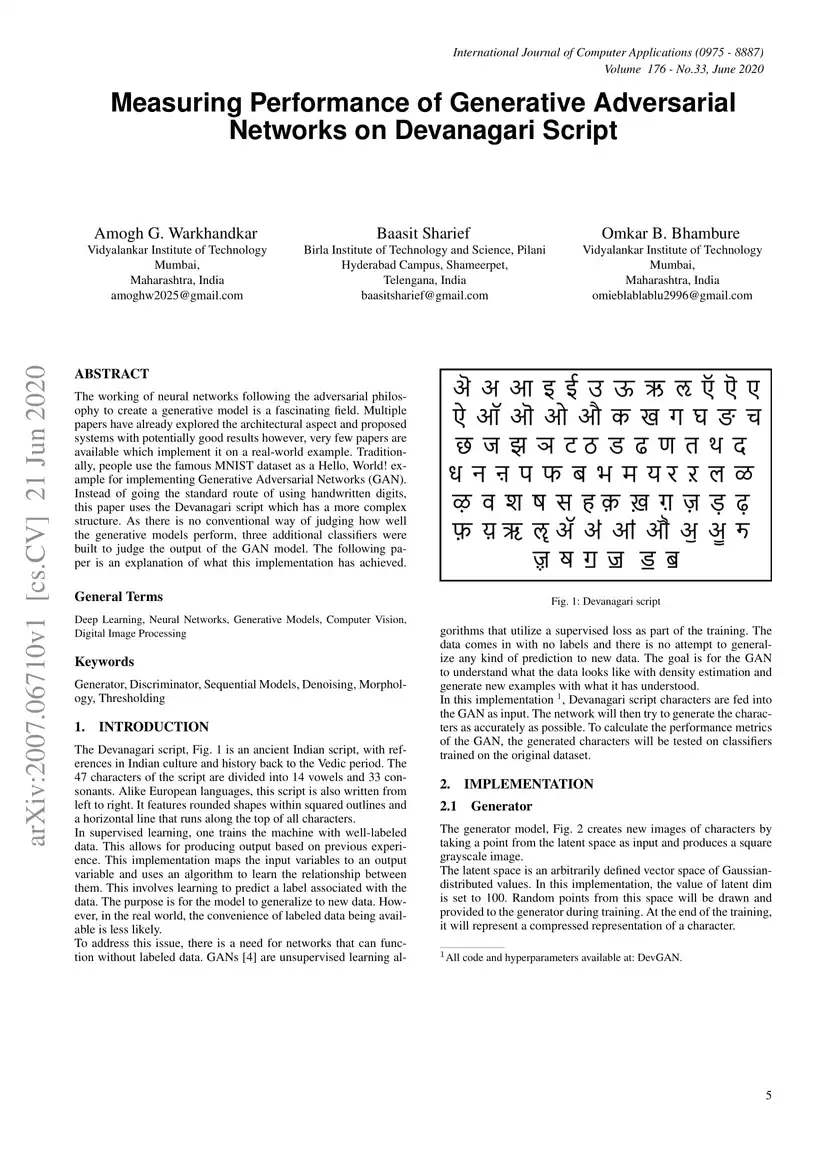 International Journal of Computer Applications (0975 - 8887)
Volume 176 - No.33, June 2020
Measuring Performance of Generative Adversarial
Networks on Devanagari Script
Amogh G. Warkhandkar
Vidyalankar Institute of Technology
Mumbai,
Maharashtra, India
amoghw2025@gmail.com
Baasit Sharief
Birla Institute of Technology and Science, Pilani
Hyderabad Campus, Shameerpet,
Telengana, India
baasitsharief@gmail.com
Omkar B. Bhambure
Vidyalankar Institute of Technology
Mumbai,
Maharashtra, India
omieblablablu2996@gmail.com
arXiv:2007.06710v1 [cs.CV] 21 Jun 2020
ABSTRACT
The working of neural networks following the adversarial philos-
ophy to create a generative model is a fascinating field. Multiple
papers have already explored the architectural aspect and proposed
systems with potentially good results however, very few papers are
available which implement it on a real-world example. Tradition-
ally, people use the famous MNIST dataset as a Hello, World! ex-
ample for implementing Generative Adversarial Networks (GAN).
Instead of going the standard route of using handwritten digits,
this paper uses the Devanagari script which has a more complex
structure. As there is no conventional way of judging how well
the generative models perform, three additional classifiers were
built to judge the output of the GAN model. The following pa-
per is an explanation of what this implementation has achieved.
General Terms
Deep Learning, Neural Networks, Generative Models, Computer Vision,
Digital Image Processing
Keywords
Generator, Discriminator, Sequential Models, Denoising, Morphol-
ogy, Thresholding
1. INTRODUCTION
The Devanagari script, Fig. 1 is an ancient Indian script, with ref-
erences in Indian culture and history back to the Vedic period. The
47 characters of the script are divided into 14 vowels and 33 con-
sonants. Alike European languages, this script is also written from
left to right. It features rounded shapes within squared outlines and
a horizontal line that runs along the top of all characters.
In supervised learning, one trains the machine with well-labeled
data. This allows for producing output based on previous experi-
ence. This implementation maps the input variables to an output
variable and uses an algorithm to learn the relationship between
them. This involves learning to predict a label associated with the
data. The purpose is for the model to generalize to new data. How-
ever, in the real world, the convenience of labeled data being avail-
able is less likely.
To address this issue, there is a need for networks that can func-
tion without labeled data. GANs [4] are unsupervised learning al-
ऄ अ आ इ ई उ ऊ ऋ ऌ ऍ ऎ ए
ऐ ऑ ऒ ओ औ क ख ग घ ङ च
छ ज झ ञ ट ठ ड ढ ण त थ द
ध न ऩ प फ ब भ म य र ऱ ल ळ
ऴ व श ष स ह क़ ख़ ग़ ज़ ड़ ढ़
फ़ य़ ॠ ॡ ॲ ॳ ॴ ॵ ॶ ॷ
ॻ ॼ ॾ ॿ
Fig. 1: Devanagari script
gorithms that utilize a supervised loss as part of the training. The
data comes in with no labels and there is no attempt to general-
ize any kind of prediction to new data. The goal is for the GAN
to understand what the data looks like with density estimation and
generate new examples with what it has understood.
In this implementation 1, Devanagari script characters are fed into
the GAN as input. The network will then try to generate the charac-
ters as accurately as possible. To calculate the performance metrics
of the GAN, the generated characters will be tested on classifiers
trained on the original dataset.
2. IMPLEMENTATION
2.1 Generator
The generator model, Fig. 2 creates new images of characters by
taking a point from the latent space as input and produces a square
grayscale image.
The latent space is an arbitrarily defined vector space of Gaussian-
distributed values. In this implementation, the value of latent dim
is set to 100. Random points from this space will be drawn and
provided to the generator during training. At the end of the training,
it will represent a compressed representation of a character.
1 All code and hyperparameters available at: DevGAN.
5